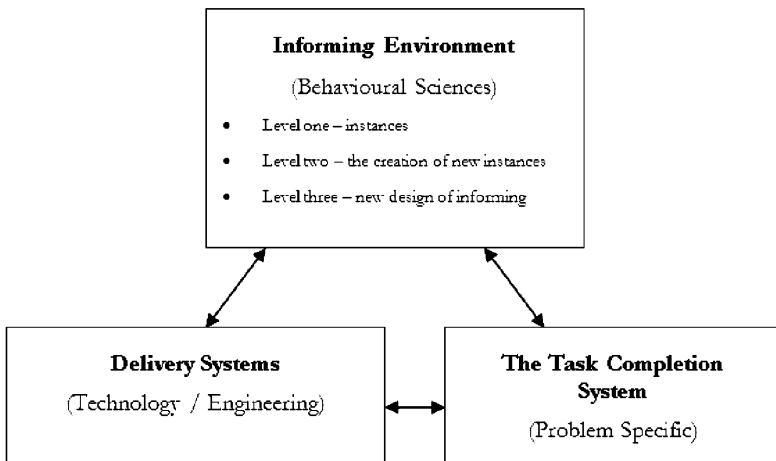 Informing Environment
(Behavioural Sciences)
• Level one – instances
• Level two – the creation of new instances
• Level three – new design of informing
Delivery Systems
(Technology / Engineering)
The Task Completion
System
(Problem Specific)